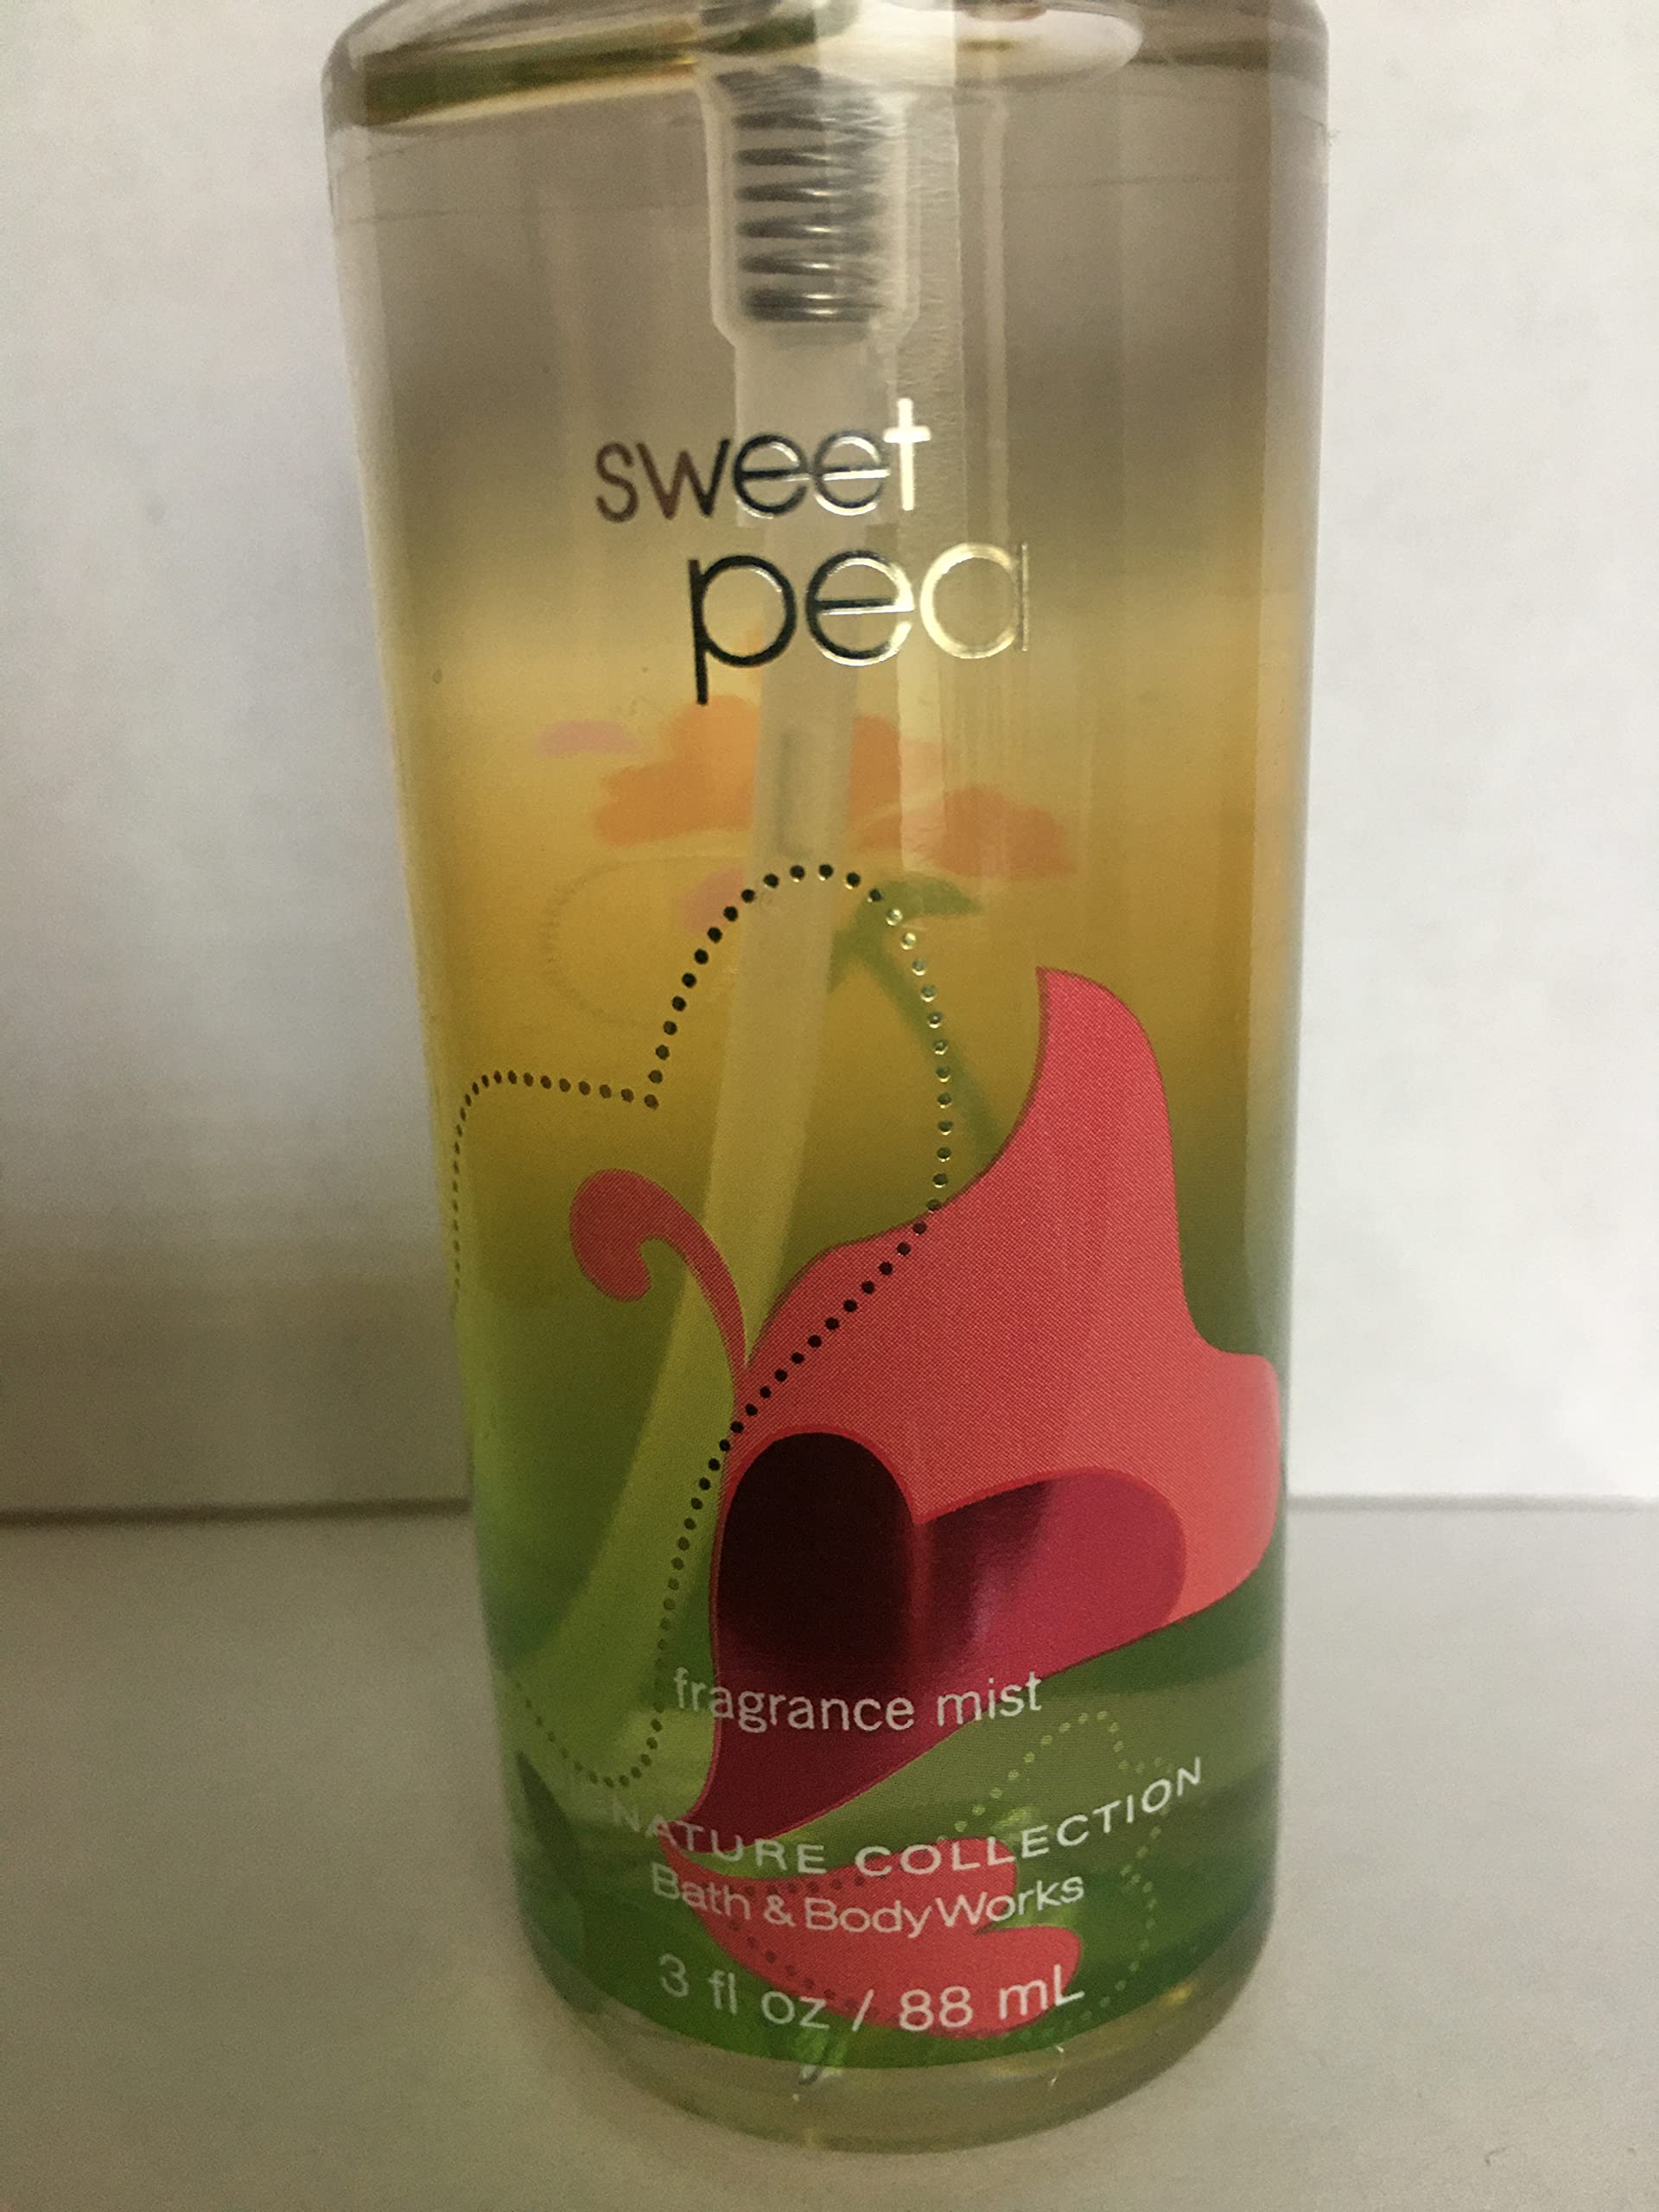 sweet
pea
fragrance mist
NATURE COLLECTION
Bath & Body Works
3 fl oz / 88 mL